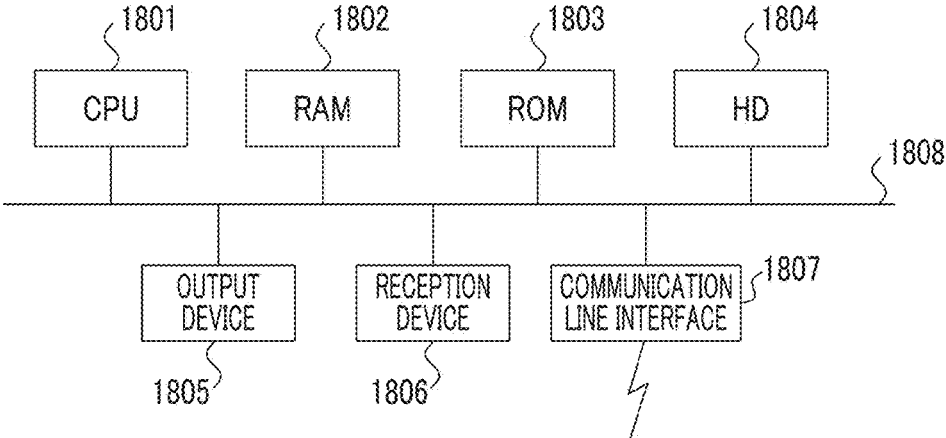 1801
1802
1803
1804
CPU
RAM
ROM
HD
1808
OUTPUT
DEVICE
RECEPTION
DEVICE
COMMUNICATION
LINE INTERFACE
1807
1805
1806